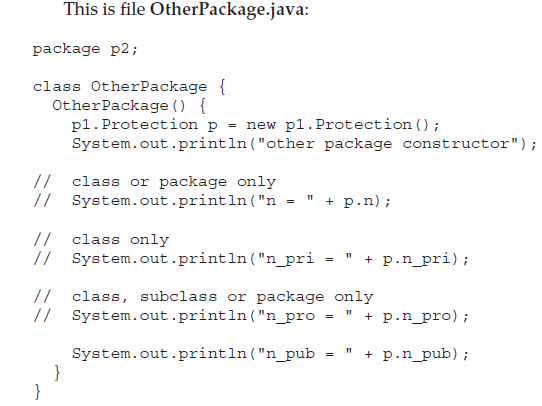 This is file OtherPackage.java:
package p2;
class OtherPackage {
OtherPackage() {
p1.Protection p = new p1.Protection();
System.out.println("other package constructor");
// class or package only
// System.out.println("n = " + p.n);
// class only
// System.out.println("n_pri = " + p.n_pri);
// class, subclass or package only
// System.out.println("n_pro = " + p.n_pro);
System.out.println("n_pub = " + p.n_pub);
}
}